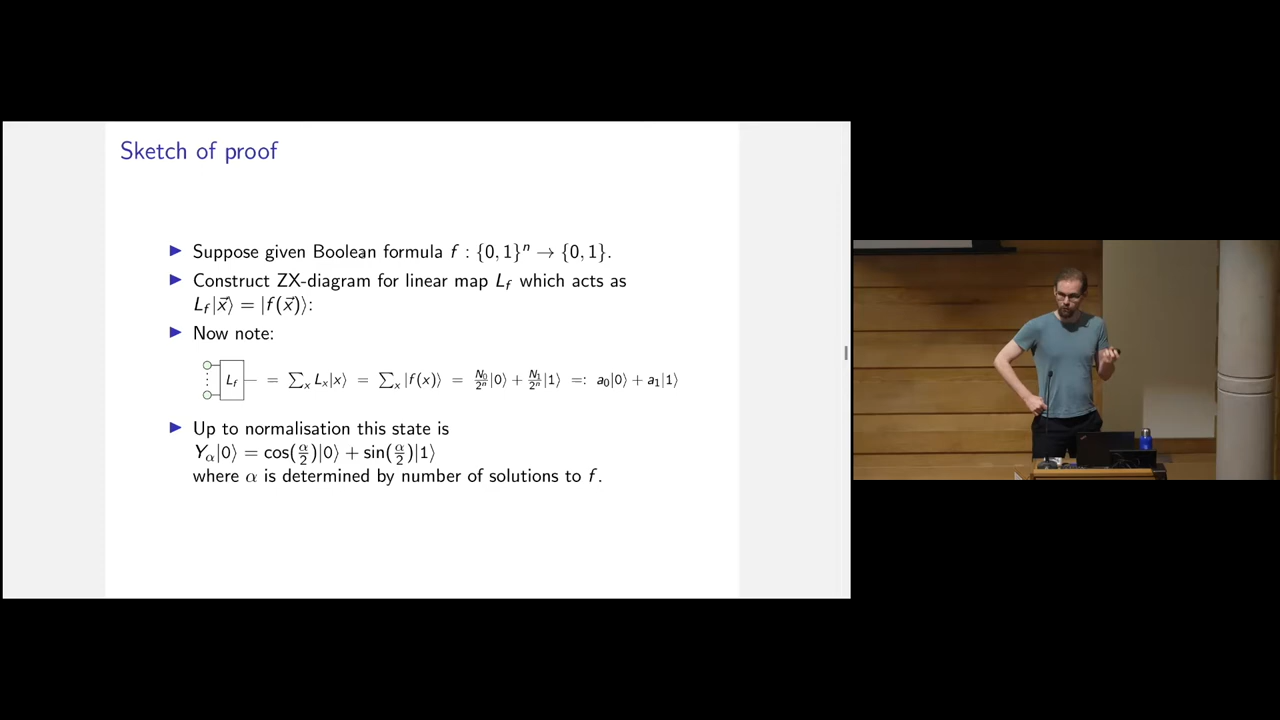 Sketch of proof
▶ Suppose given Boolean formula f : {0, 1}ⁿ → {0, 1}.
▶ Construct ZX-diagram for linear map L_f which acts as
L_f|x⃗⟩ = |f(x⃗)⟩:
▶ Now note:
L_f = ∑ₓ Lₓ|x⟩ = ∑ₓ |f(x)⟩ = N₀/2ⁿ|0⟩ + N₁/2ⁿ|1⟩ =: a₀|0⟩ + a₁|1⟩
▶ Up to normalisation this state is
Y_α|0⟩ = cos(α/2)|0⟩ + sin(α/2)|1⟩
where α is determined by number of solutions to f.